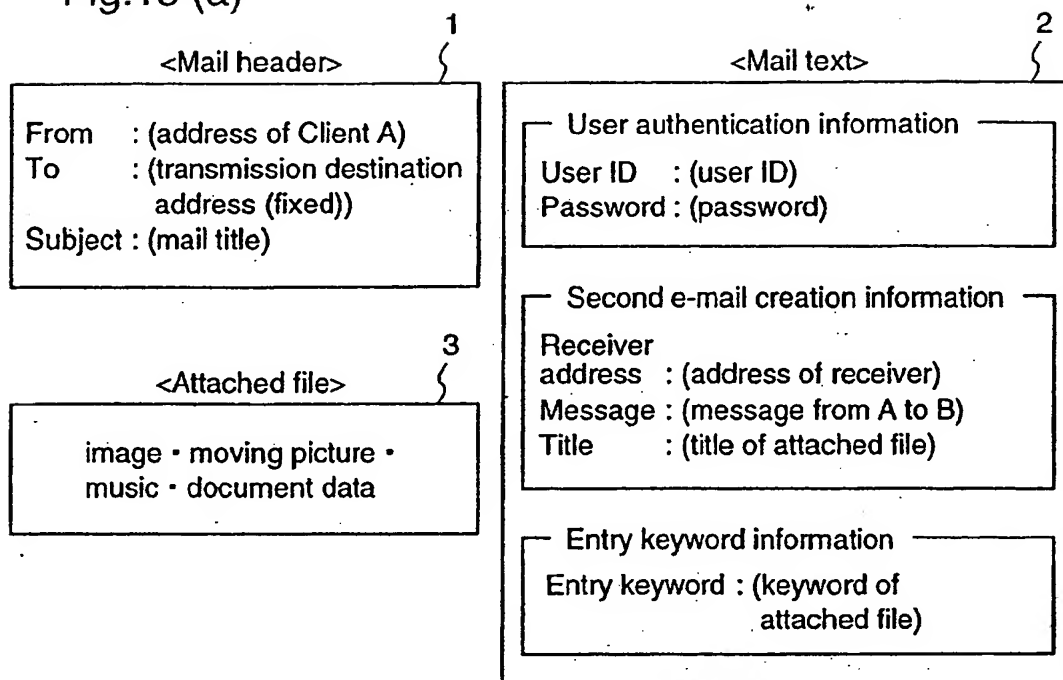 Fig.18 (a)
1
<Mail header>
From : (address of Client A)
To : (transmission destination
address (fixed))
Subject : (mail title)
3
<Attached file>
image・moving picture・
music・document data
2
<Mail text>
User authentication information
User ID : (user ID)
Password : (password)
Second e-mail creation information
Receiver
address : (address of receiver)
Message : (message from A to B)
Title : (title of attached file)
Entry keyword information
Entry keyword : (keyword of
attached file)